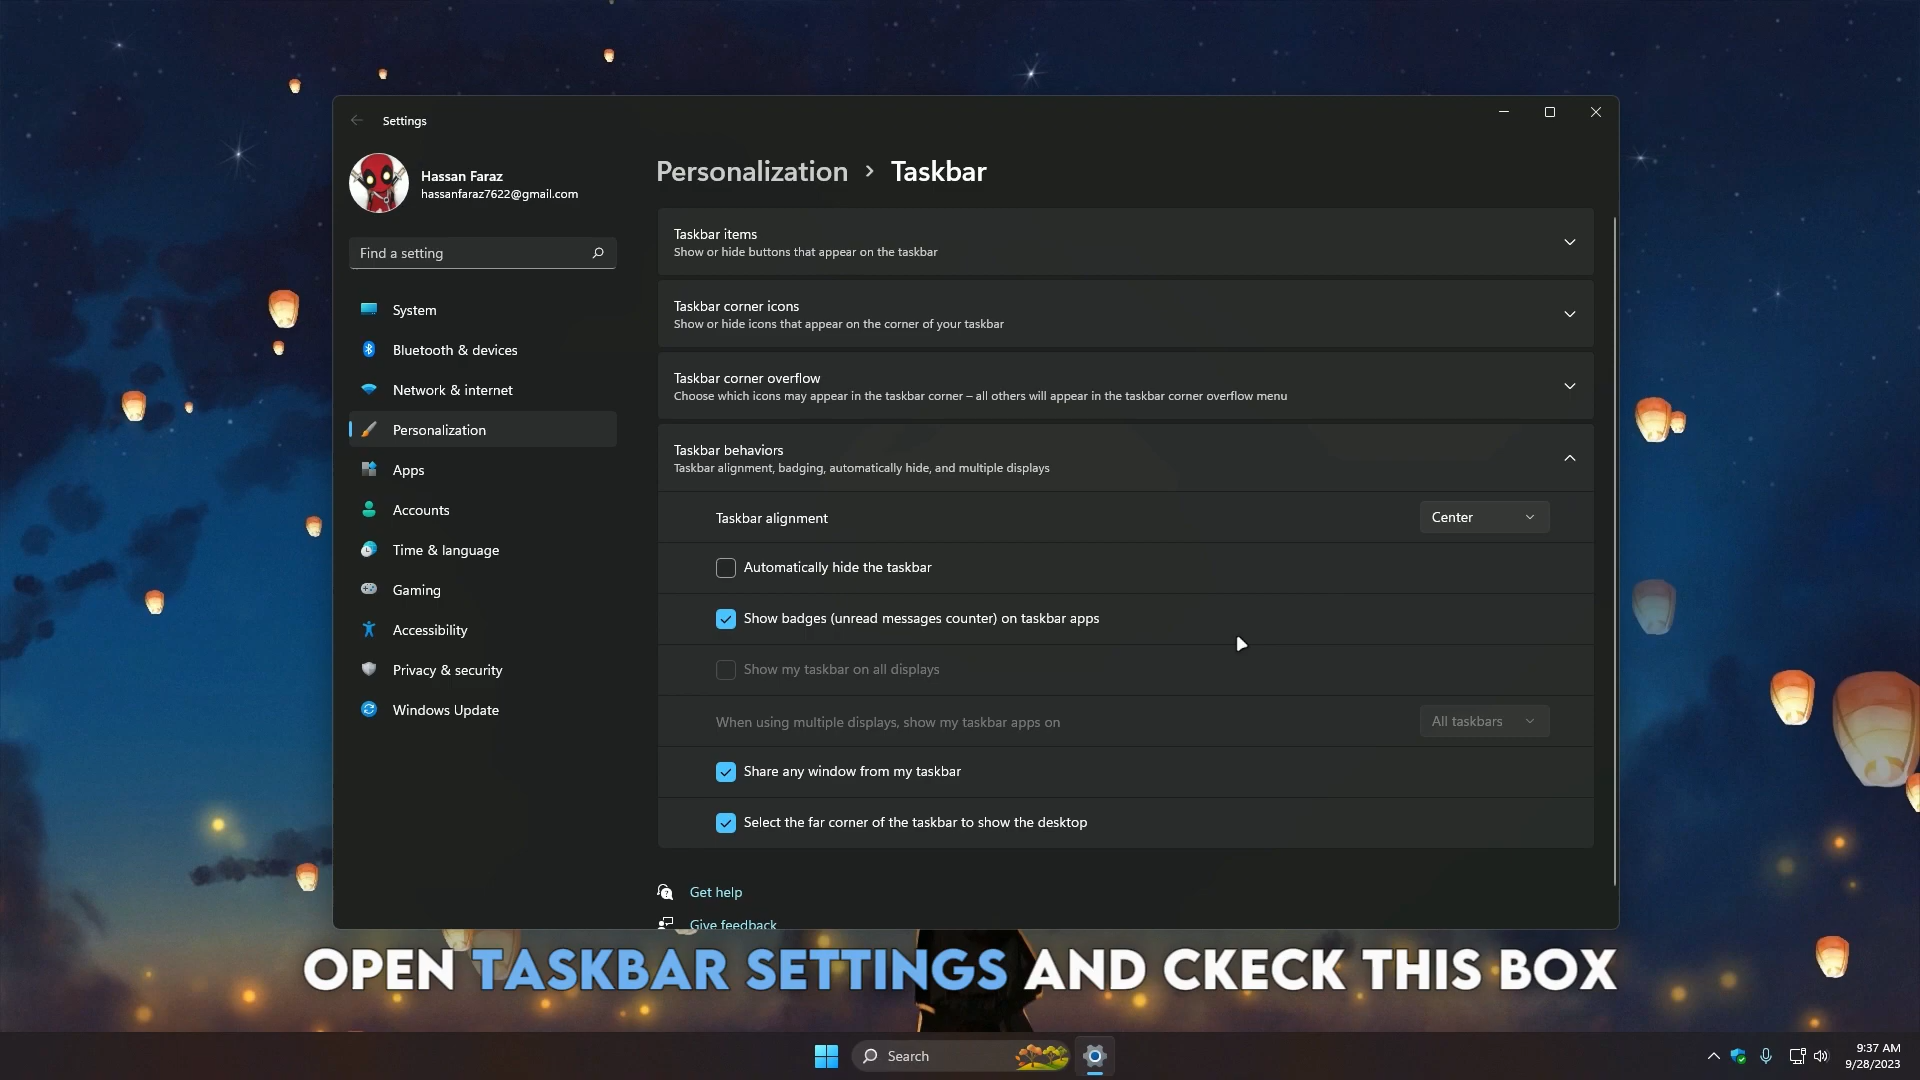 Settings
Hassan Faraz
hassanfaraz7622@gmail.com
Find a setting
System
Bluetooth & devices
Network & internet
Personalization
Apps
Accounts
Time & language
Gaming
Accessibility
Privacy & security
Windows Update
Personalization › Taskbar
Taskbar items
Show or hide buttons that appear on the taskbar
Taskbar corner icons
Show or hide icons that appear on the corner of your taskbar
Taskbar corner overflow
Choose which icons may appear in the taskbar corner – all others will appear in the taskbar corner overflow menu
Taskbar behaviors
Taskbar alignment, badging, automatically hide, and multiple displays
Taskbar alignment Center
Automatically hide the taskbar
Show badges (unread messages counter) on taskbar apps
Show my taskbar on all displays
When using multiple displays, show my taskbar apps on All taskbars
Share any window from my taskbar
Select the far corner of the taskbar to show the desktop
Get help
Give feedback
OPEN TASKBAR SETTINGS AND CKECK THIS BOX
Search
9:37 AM
9/28/2023